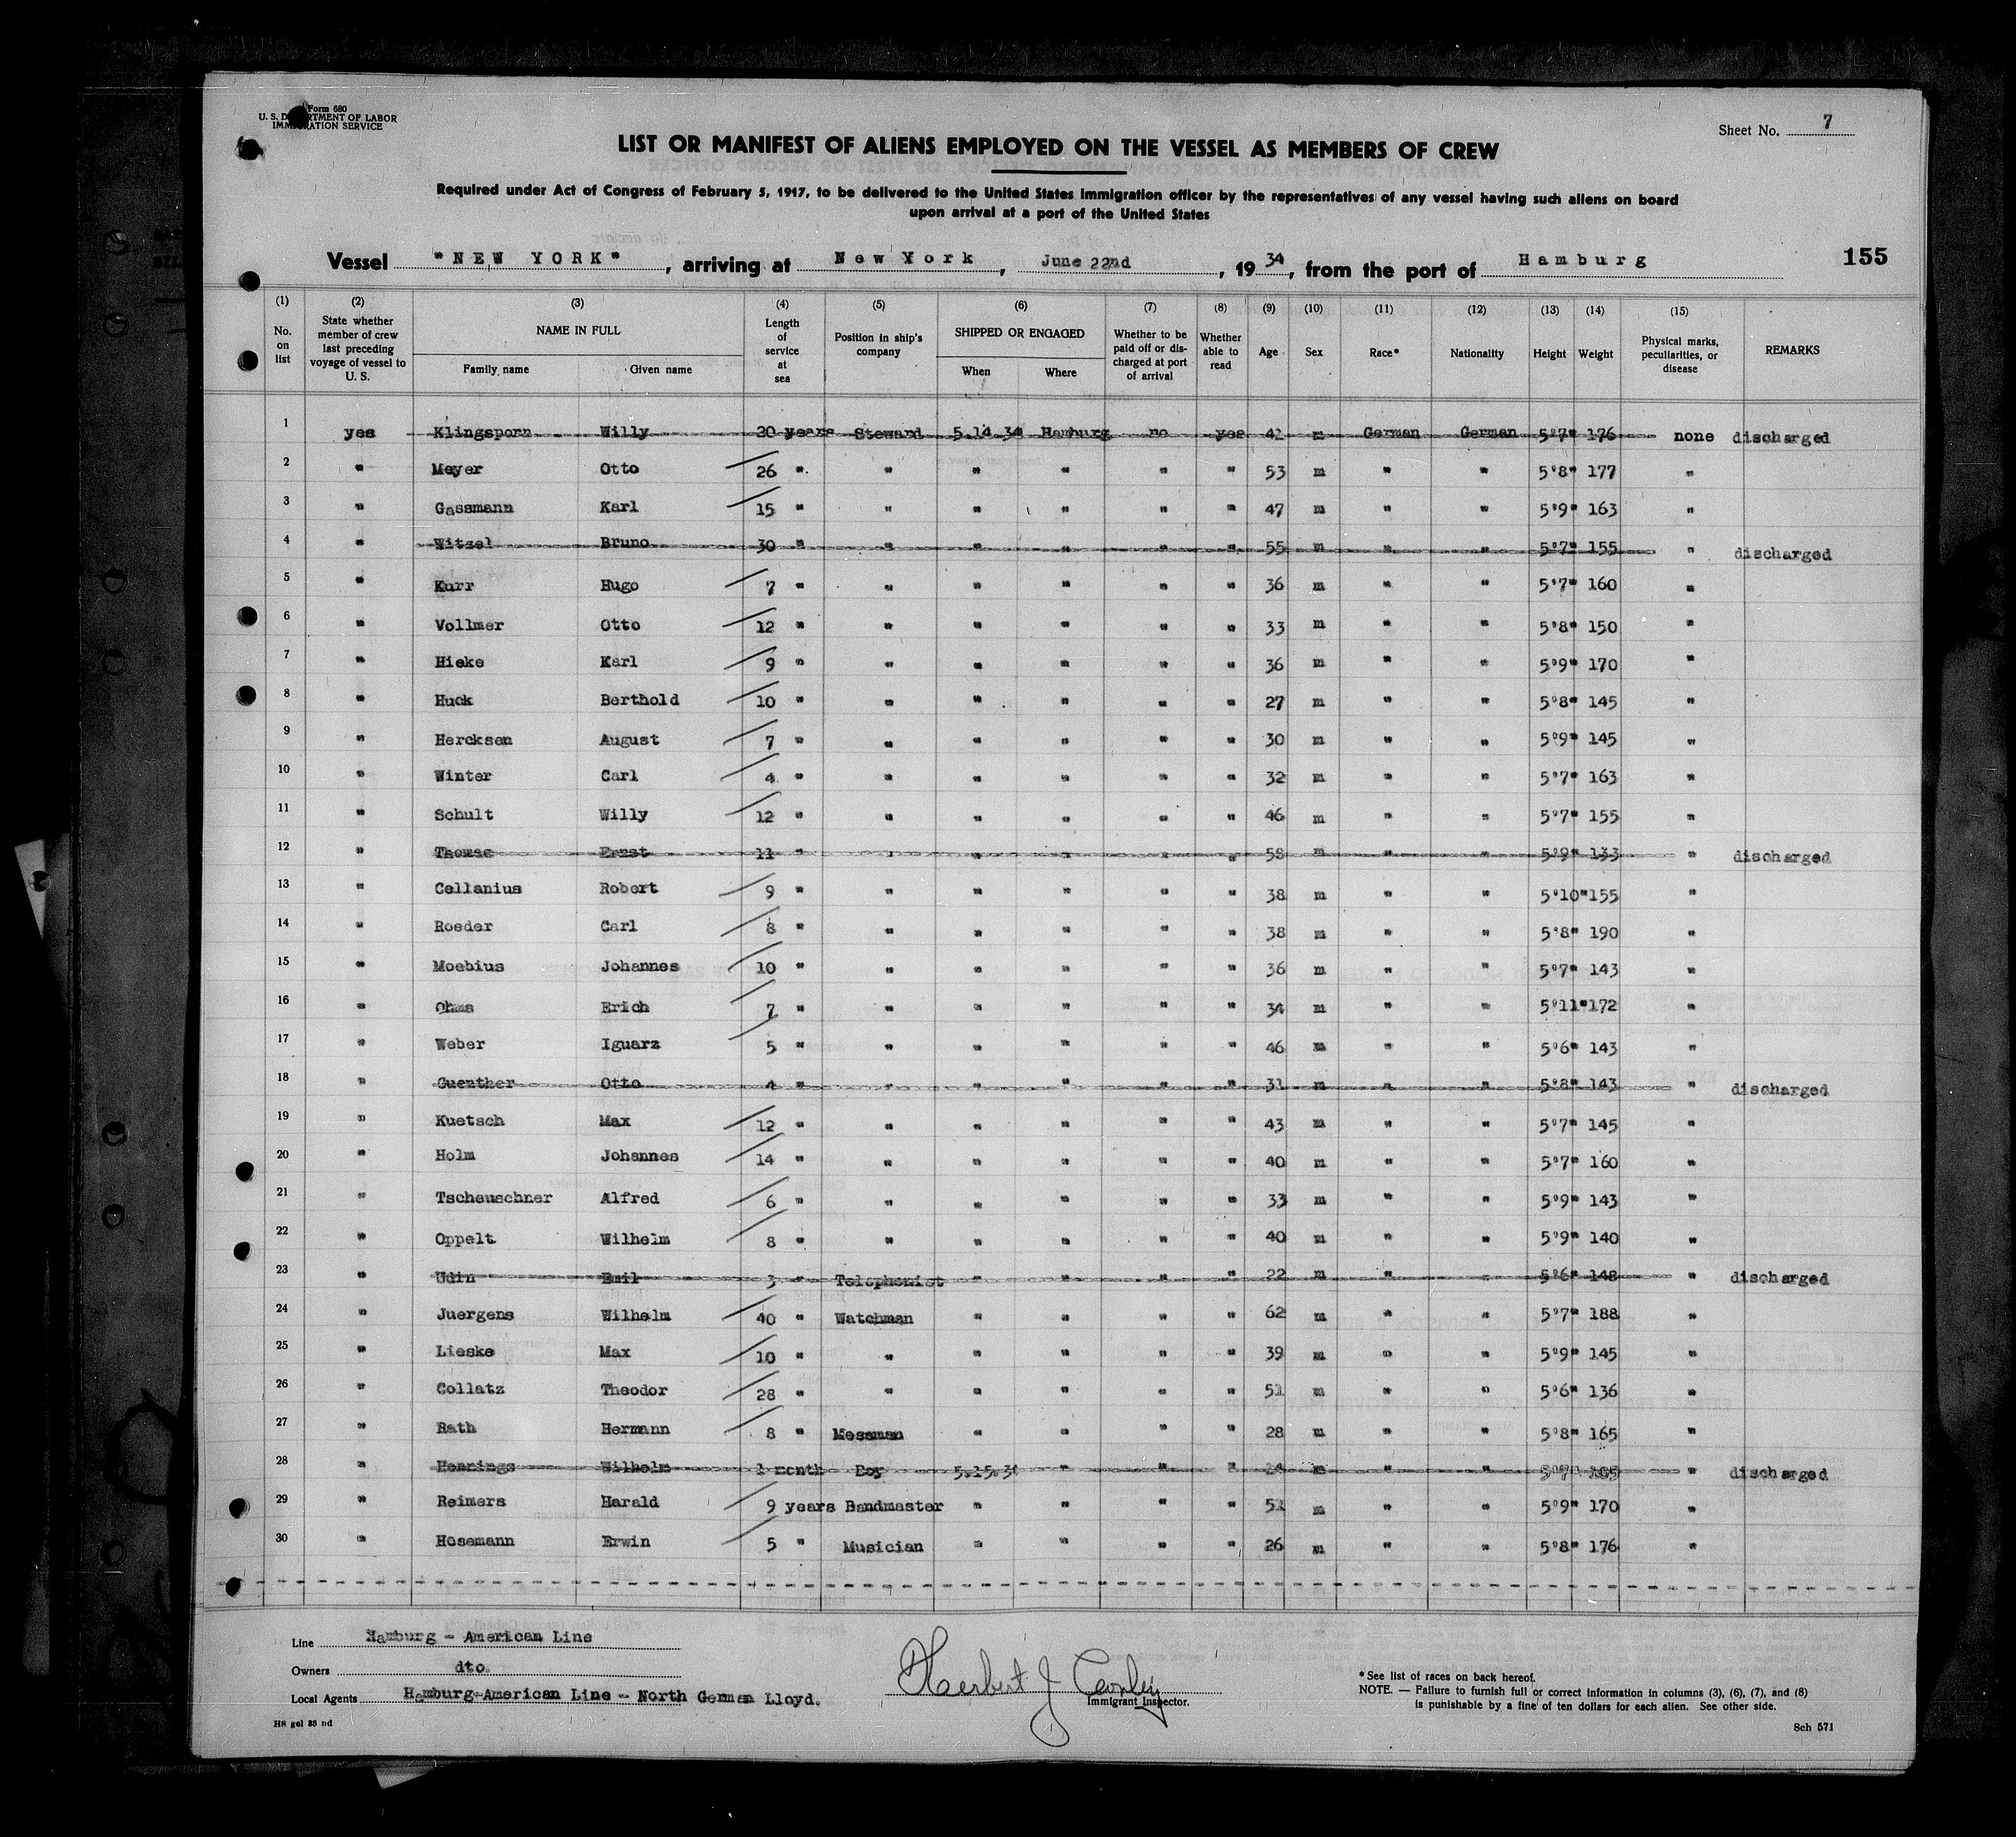 Form 680
U. S. DEPARTMENT OF LABOR
IMMIGRATION SERVICE
Sheet No. 7
LIST OR MANIFEST OF ALIENS EMPLOYED ON THE VESSEL AS MEMBERS OF CREW
Required under Act of Congress of February 5, 1917, to be delivered to the United States Immigration officer by the representatives of any vessel having such aliens on board
upon arrival at a port of the United States
Vessel "NEW YORK", arriving at New York, June 22nd, 1934, from the port of Hamburg 155
(1) (2) (3) (4) (5) (6) (7) (8) (9) (10) (11) (12) (13) (14) (15)
No. on list | State whether member of crew last preceding voyage of vessel to U. S. | NAME IN FULL | Family name | Given name | Length of service at sea | Position in ship's company | SHIPPED OR ENGAGED | When | Where | Whether to be paid off or discharged at port of arrival | Whether able to read | Age | Sex | Race* | Nationality | Height | Weight | Physical marks, peculiarities, or disease | REMARKS
1 yes Klingsporn Willy 30 years Steward 5.14.34 Hamburg no yes 41 m German German 5'7" 176 none discharged
2 " Meyer Otto 26 " " " " " " 53 m " " 5'8" 177 "
3 " Gassmann Karl 15 " " " " " " 47 m " " 5'9" 163 "
4 " Witzel Bruno 30 " " " " " " 55 m " " 5'7" 155 " discharged
5 " Kurr Hugo 7 " " " " " " 36 m " " 5'7" 160 "
6 " Vollmer Otto 12 " " " " " " 33 m " " 5'8" 150 "
7 " Hieke Karl 9 " " " " " " 36 m " " 5'9" 170 "
8 " Huck Berthold 10 " " " " " " 27 m " " 5'8" 145 "
9 " Hercksen August 7 " " " " " " 30 m " " 5'9" 145 "
10 " Winter Carl 4 " " " " " " 32 m " " 5'7" 163 "
11 " Schult Willy 12 " " " " " " 46 m " " 5'7" 155 "
12 " Thomas Ernst 11 " " " " " " 58 m " " 5'9" 133 " discharged
13 " Cellanius Robert 9 " " " " " " 38 m " " 5'10" 155 "
14 " Roeder Carl 8 " " " " " " 38 m " " 5'8" 190 "
15 " Moebius Johannes 10 " " " " " " 36 m " " 5'7" 143 "
16 " Ohms Erich 7 " " " " " " 34 m " " 5'11" 172 "
17 " Weber Iguarz 5 " " " " " " 46 m " " 5'6" 143 "
18 " Guenther Otto 4 " " " " " " 31 m " " 5'8" 143 " discharged
19 " Kuetsch Max 12 " " " " " " 43 m " " 5'7" 145 "
20 " Holm Johannes 14 " " " " " " 40 m " " 5'7" 160 "
21 " Tscheuschner Alfred 6 " " " " " " 33 m " " 5'9" 143 "
22 " Oppelt Wilhelm 8 " " " " " " 40 m " " 5'9" 140 "
23 " Udin Emil 3 " Telephonist " " " " 22 m " " 5'6" 148 " discharged
24 " Juergens Wilhelm 40 " Watchman " " " " 62 m " " 5'7" 188 "
25 " Lieske Max 10 " " " " " " 39 m " " 5'9" 145 "
26 " Collatz Theodor 28 " " " " " " 51 m " " 5'6" 136 "
27 " Rath Hermann 8 " Messman " " " " 28 m " " 5'8" 165 "
28 " Hennings Wilhelm 1 month Boy 5.15.34 " " " m " " 5'7" " discharged
29 " Reimers Harald 9 years Bandmaster " " " " 51 m " " 5'9" 170 "
30 " Hosemann Erwin 5 " Musician " " " " 26 m " " 5'8" 176 "
Line Hamburg - American Line
Owners dto.
Local Agents Hamburg-American Line - North German Lloyd.
H8 gel 33 nd
Herbert J
Immigrant Inspector.
* See list of races on back hereof.
NOTE. — Failure to furnish full or correct information in columns (3), (6), (7), and (8)
is punishable by a fine of ten dollars for each alien. See other side.
Sch 571